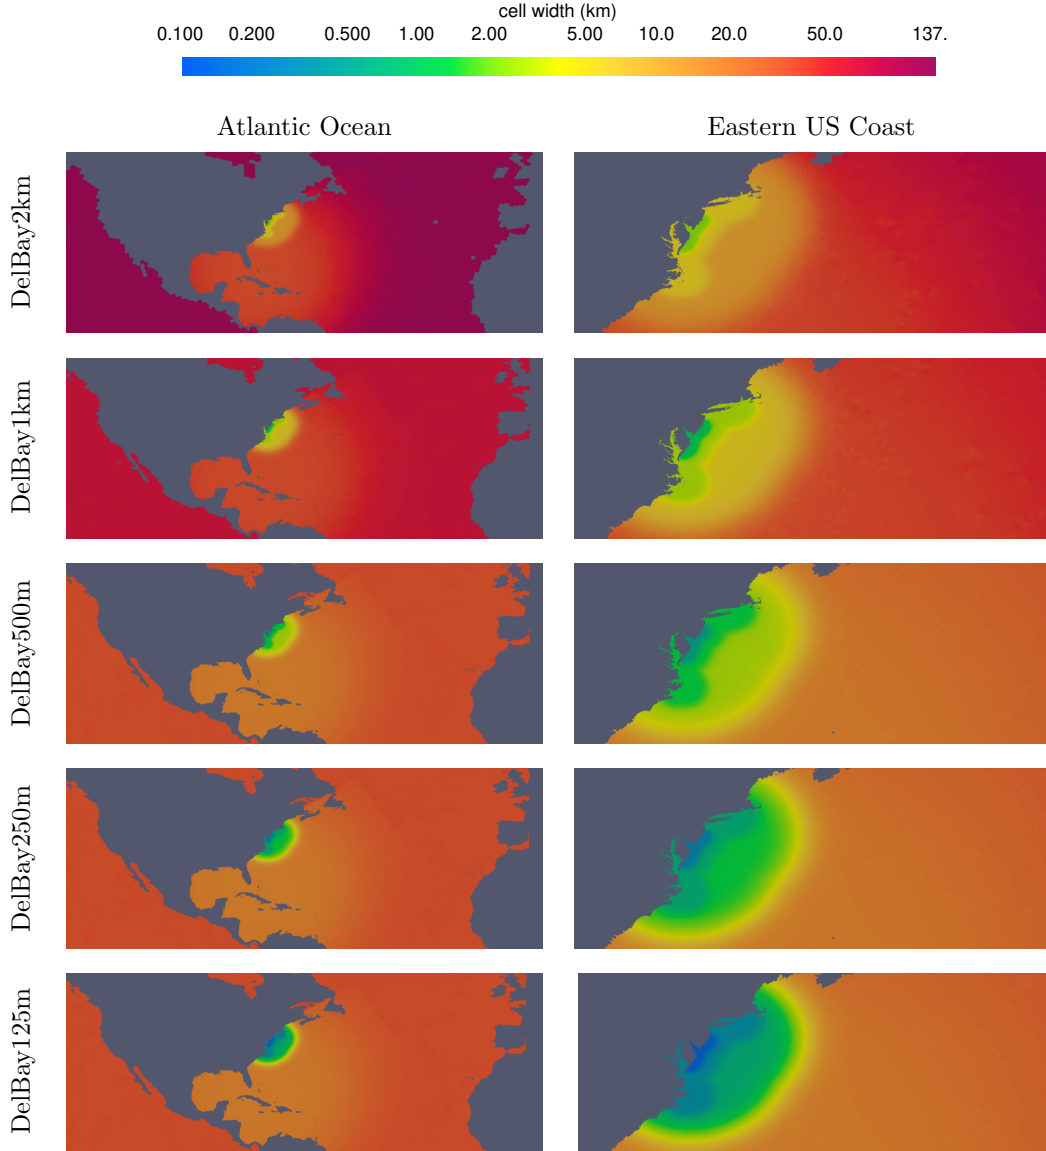 cell width (km)
0.100 0.200 0.500 1.00 2.00 5.00 10.0 20.0 50.0 137.
Atlantic Ocean Eastern US Coast
DelBay2km
DelBay1km
DelBay500m
DelBay250m
DelBay125m